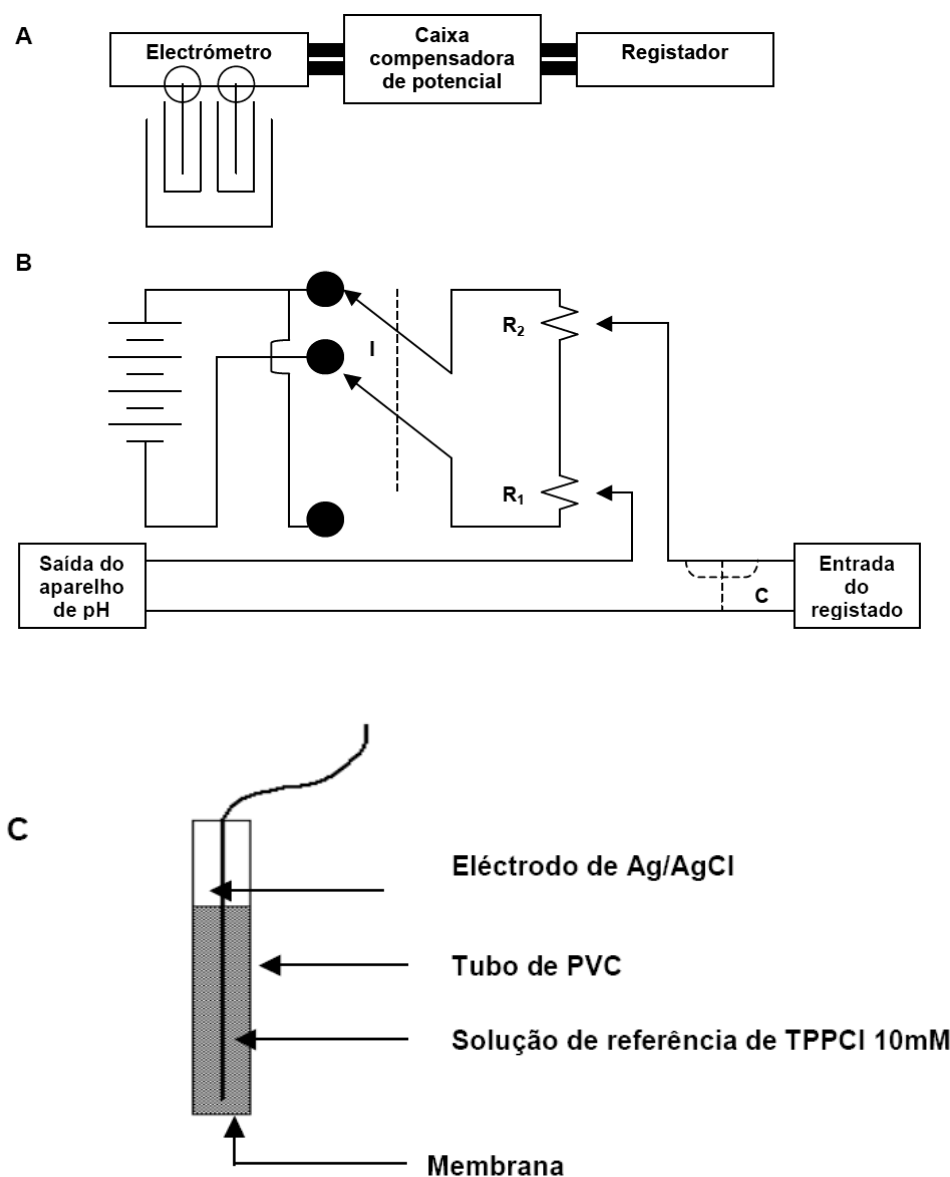 A
Electrómetro
Caixa
compensadora
de potencial
Registador
B
I
R2
R1
Saída do
aparelho
de pH
C
Entrada
do
registado
C
Eléctrodo de Ag/AgCl
Tubo de PVC
Solução de referência de TPPCl 10mM
Membrana